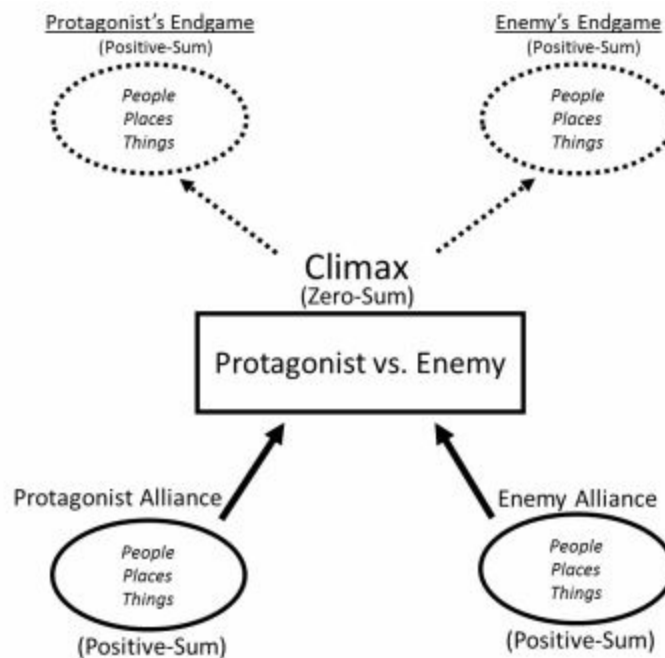 Protagonist's Endgame
(Positive-Sum)
People
Places
Things
Enemy's Endgame
(Positive-Sum)
People
Places
Things
Climax
(Zero-Sum)
Protagonist vs. Enemy
Protagonist Alliance
People
Places
Things
(Positive-Sum)
Enemy Alliance
People
Places
Things
(Positive-Sum)